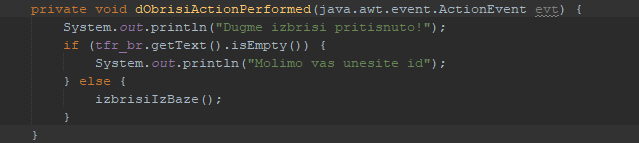 private void dObrisiActionPerformed(java.awt.event.ActionEvent evt) {
System.out.println("Dugme izbrisi pritisnuto!");
if (tfr_br.getText().isEmpty()) {
System.out.println("Molimo vas unesite id");
} else {
izbrisiIzBaze();
}
}